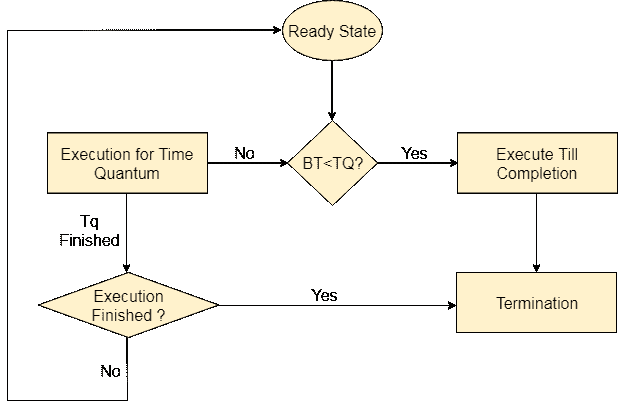 Ready State
Execution for Time
Quantum
No
BT<TQ?
Yes
Execute Till
Completion
Tq
Finished
Execution
Finished ?
Yes
Termination
No